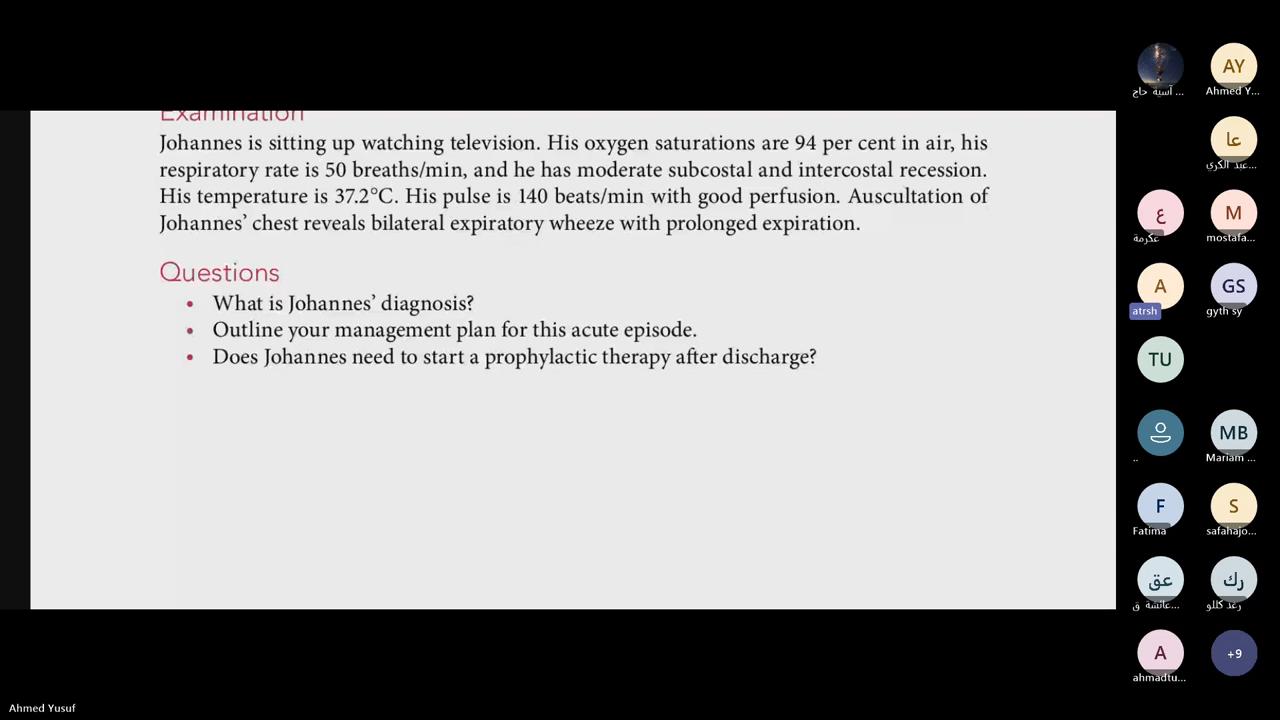 Examination
Johannes is sitting up watching television. His oxygen saturations are 94 per cent in air, his
respiratory rate is 50 breaths/min, and he has moderate subcostal and intercostal recession.
His temperature is 37.2°C. His pulse is 140 beats/min with good perfusion. Auscultation of
Johannes’ chest reveals bilateral expiratory wheeze with prolonged expiration.
Questions
• What is Johannes’ diagnosis?
• Outline your management plan for this acute episode.
• Does Johannes need to start a prophylactic therapy after discharge?
آسية حاج ...
AY
Ahmed Y...
عا
عبد الكري...
ع
عكرمة
M
mostafa...
A
atrsh
GS
gyth sy
TU
..
MB
Mariam ...
F
Fatima
S
safahajo...
عق
عائشة ق...
رك
رغد كللو
A
ahmadtu...
+9
Ahmed Yusuf